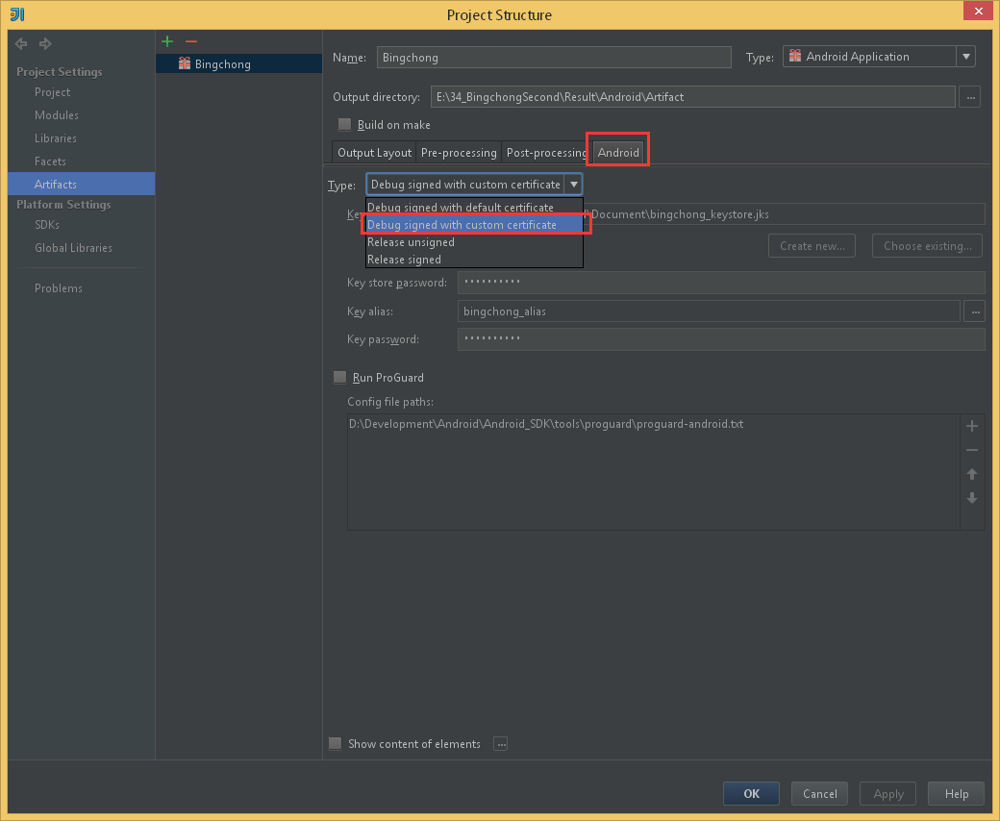 Project Structure
Project Settings
Project
Modules
Libraries
Facets
Artifacts
Platform Settings
SDKs
Global Libraries
Problems
Bingchong
Name: Bingchong Type: Android Application
Output directory: E:\34_BingchongSecond\Result\Android\Artifact ...
Build on make
Output Layout Pre-processing Post-processing Android
Type: Debug signed with custom certificate
Debug signed with default certificate
Debug signed with custom certificate
Release unsigned
Release signed
\Document\bingchong_keystore.jks
Create new... Choose existing...
Key store password: ••••••••••
Key alias: bingchong_alias ...
Key password: ••••••••••
Run ProGuard
Config file paths:
D:\Development\Android\Android_SDK\tools\proguard\proguard-android.txt
Show content of elements ...
OK Cancel Apply Help